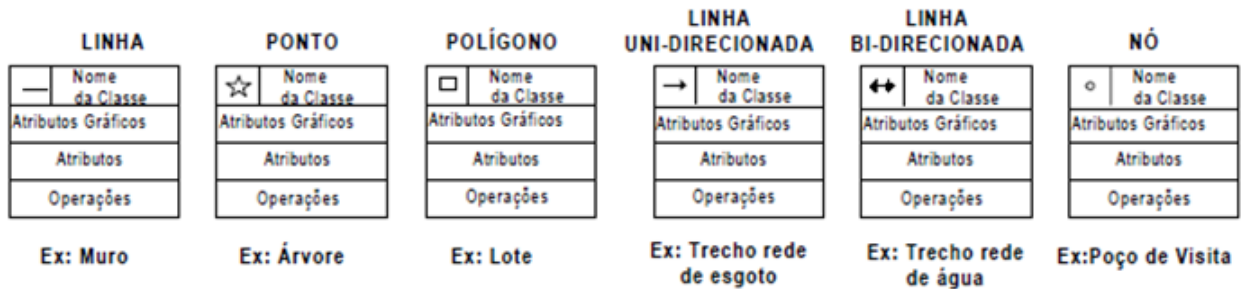 LINHA
Nome
da Classe
Atributos Gráficos
Atributos
Operações
Ex: Muro
PONTO
Nome
da Classe
Atributos Gráficos
Atributos
Operações
Ex: Árvore
POLÍGONO
Nome
da Classe
Atributos Gráficos
Atributos
Operações
Ex: Lote
LINHA
UNI-DIRECIONADA
Nome
da Classe
Atributos Gráficos
Atributos
Operações
Ex: Trecho rede
de esgoto
LINHA
BI-DIRECIONADA
Nome
da Classe
Atributos Gráficos
Atributos
Operações
Ex: Trecho rede
de água
NÓ
Nome
da Classe
Atributos Gráficos
Atributos
Operações
Ex:Poço de Visita